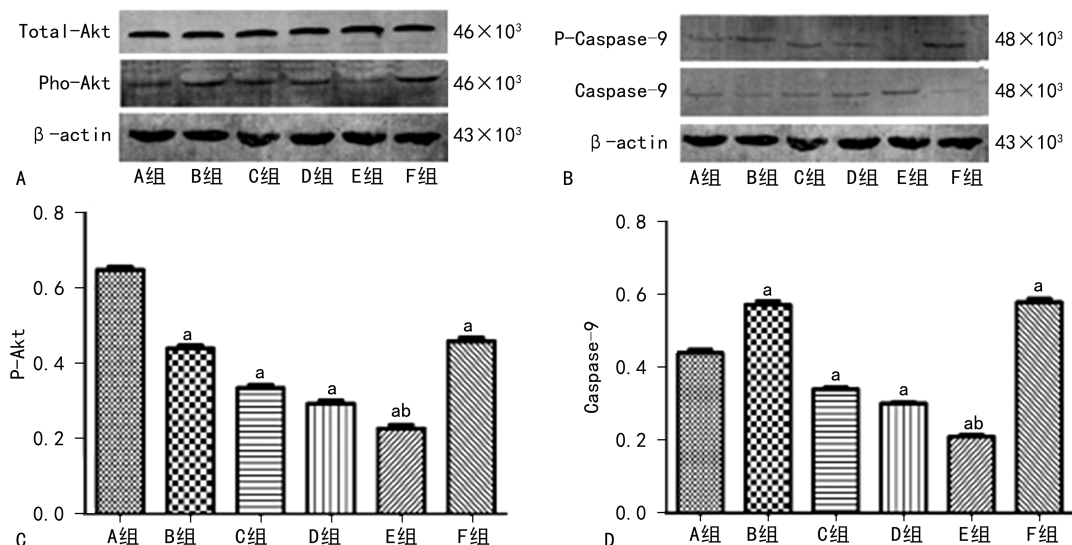 Total-Akt 46×10³
Pho-Akt 46×10³
β-actin 43×10³
A A组 B组 C组 D组 E组 F组
P-Caspase-9 48×10³
Caspase-9 48×10³
β-actin 43×10³
B A组 B组 C组 D组 E组 F组
0.8
0.6
0.4
0.2
0.0
P-Akt
a
a
a
ab
a
C A组 B组 C组 D组 E组 F组
0.8
0.6
0.4
0.2
0.0
Caspase-9
a
a
a
ab
a
D A组 B组 C组 D组 E组 F组